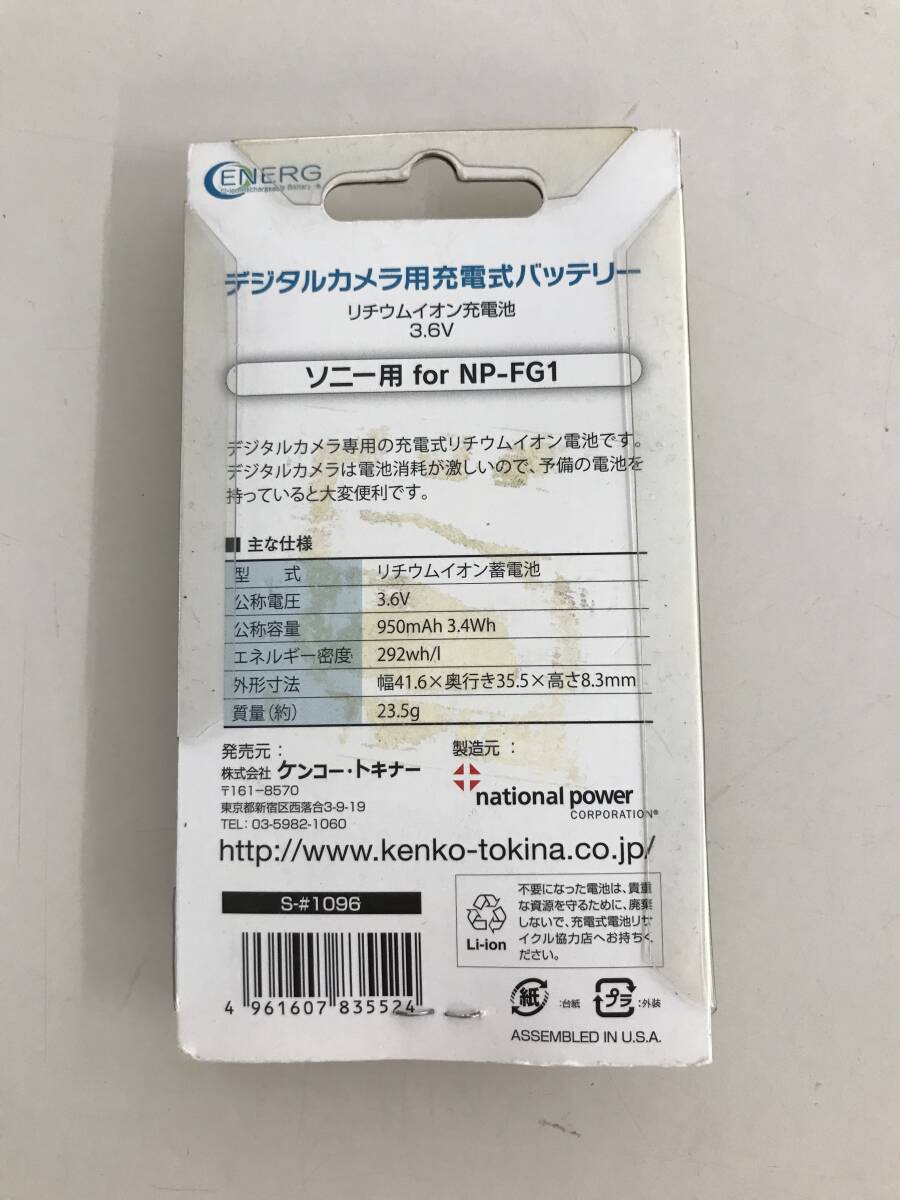 ENERG
Li-ion Rechargeable Battery
デジタルカメラ用充電式バッテリー
リチウムイオン充電池
3.6V
ソニー用 for NP-FG1
デジタルカメラ専用の充電式リチウムイオン電池です。
デジタルカメラは電池消耗が激しいので、予備の電池を
持っていると大変便利です。
■ 主な仕様
型 式 リチウムイオン蓄電池
公称電圧 3.6V
公称容量 950mAh 3.4Wh
エネルギー密度 292wh/l
外形寸法 幅41.6×奥行き35.5×高さ8.3mm
質量(約) 23.5g
発売元:
株式会社 ケンコー・トキナー
〒161-8570
東京都新宿区西落合3-9-19
TEL: 03-5982-1060
製造元 :
national power
CORPORATION®
http://www.kenko-tokina.co.jp/
S-#1096
4 961607 835524
Li-ion
不要になった電池は、貴重
な資源を守るために、廃棄
しないで、充電式電池リサ
イクル協力店へお持ちく
ださい。
紙 :台紙
プラ :外装
ASSEMBLED IN U.S.A.